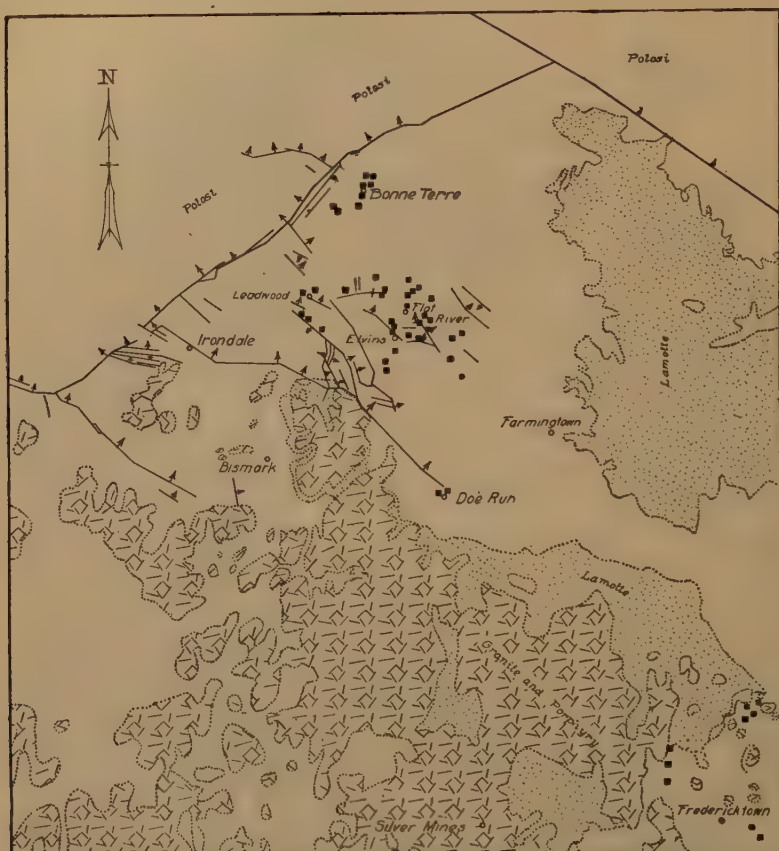 N
Potosi
Potosi
Potosi
Bonne Terre
Leadwood
Flat
River
Elvins
Irondale
Lamotte
Farmingtown
Bismark
Doe Run
Lamotte
Granite and Porphyry
Silver Mines
Fredericktown